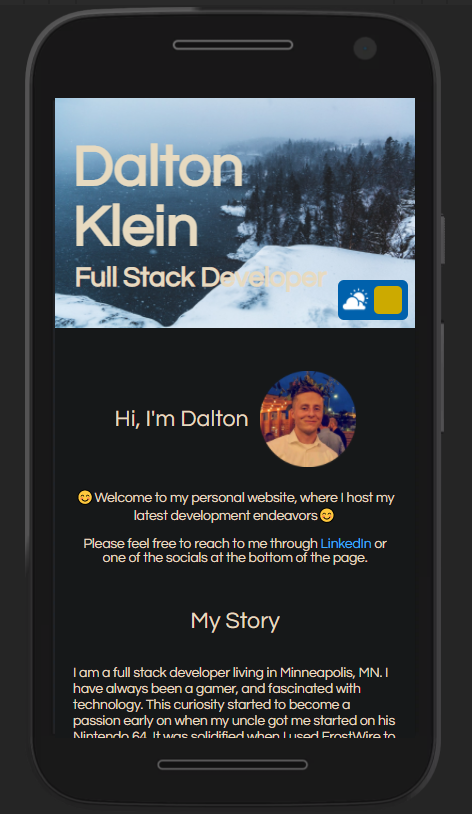 Dalton
Klein
Full Stack Developer
Hi, I'm Dalton
😊 Welcome to my personal website, where I host my
latest development endeavors 😊
Please feel free to reach to me through LinkedIn or
one of the socials at the bottom of the page.
My Story
I am a full stack developer living in Minneapolis, MN. I
have always been a gamer, and fascinated with
technology. This curiosity started to become a
passion early on when my uncle got me started on his
Nintendo 64. It was solidified when I used FrostWire to